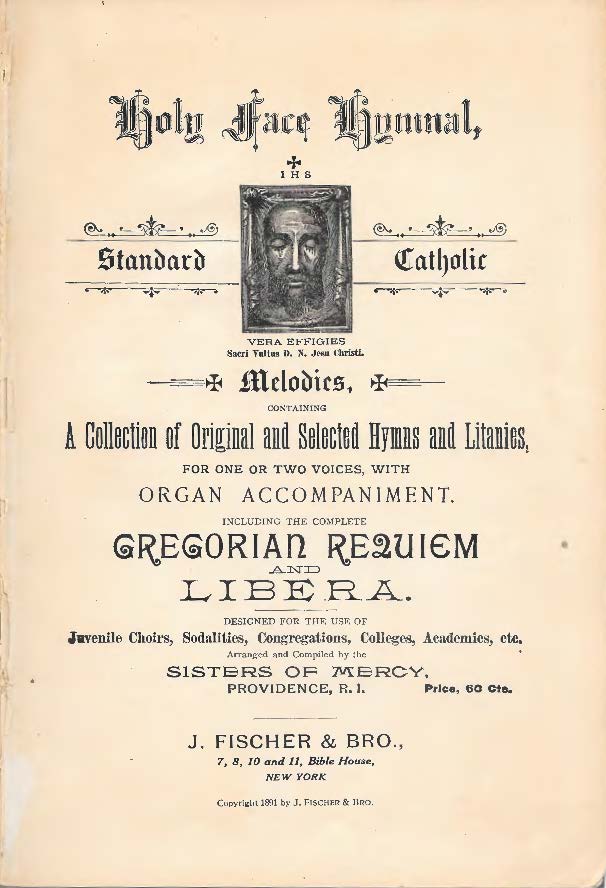 Holy Face Hymnal,
I H S
Standard Catholic
VERA EFFIGIES
Sacri Vultus D. N. Jesu Christi.
Melodies,
CONTAINING
A Collection of Original and Selected Hymns and Litanies,
FOR ONE OR TWO VOICES, WITH
ORGAN ACCOMPANIMENT.
INCLUDING THE COMPLETE
GREGORIAN REQUIEM
AND
LIBERA.
DESIGNED FOR THE USE OF
Juvenile Choirs, Sodalities, Congregations, Colleges, Academies, etc.
Arranged and Compiled by the
SISTERS OF MERCY,
PROVIDENCE, R. I. Price, 60 Cts.
J. FISCHER & BRO.,
7, 8, 10 and 11, Bible House,
NEW YORK
Copyright 1891 by J. FISCHER & BRO.